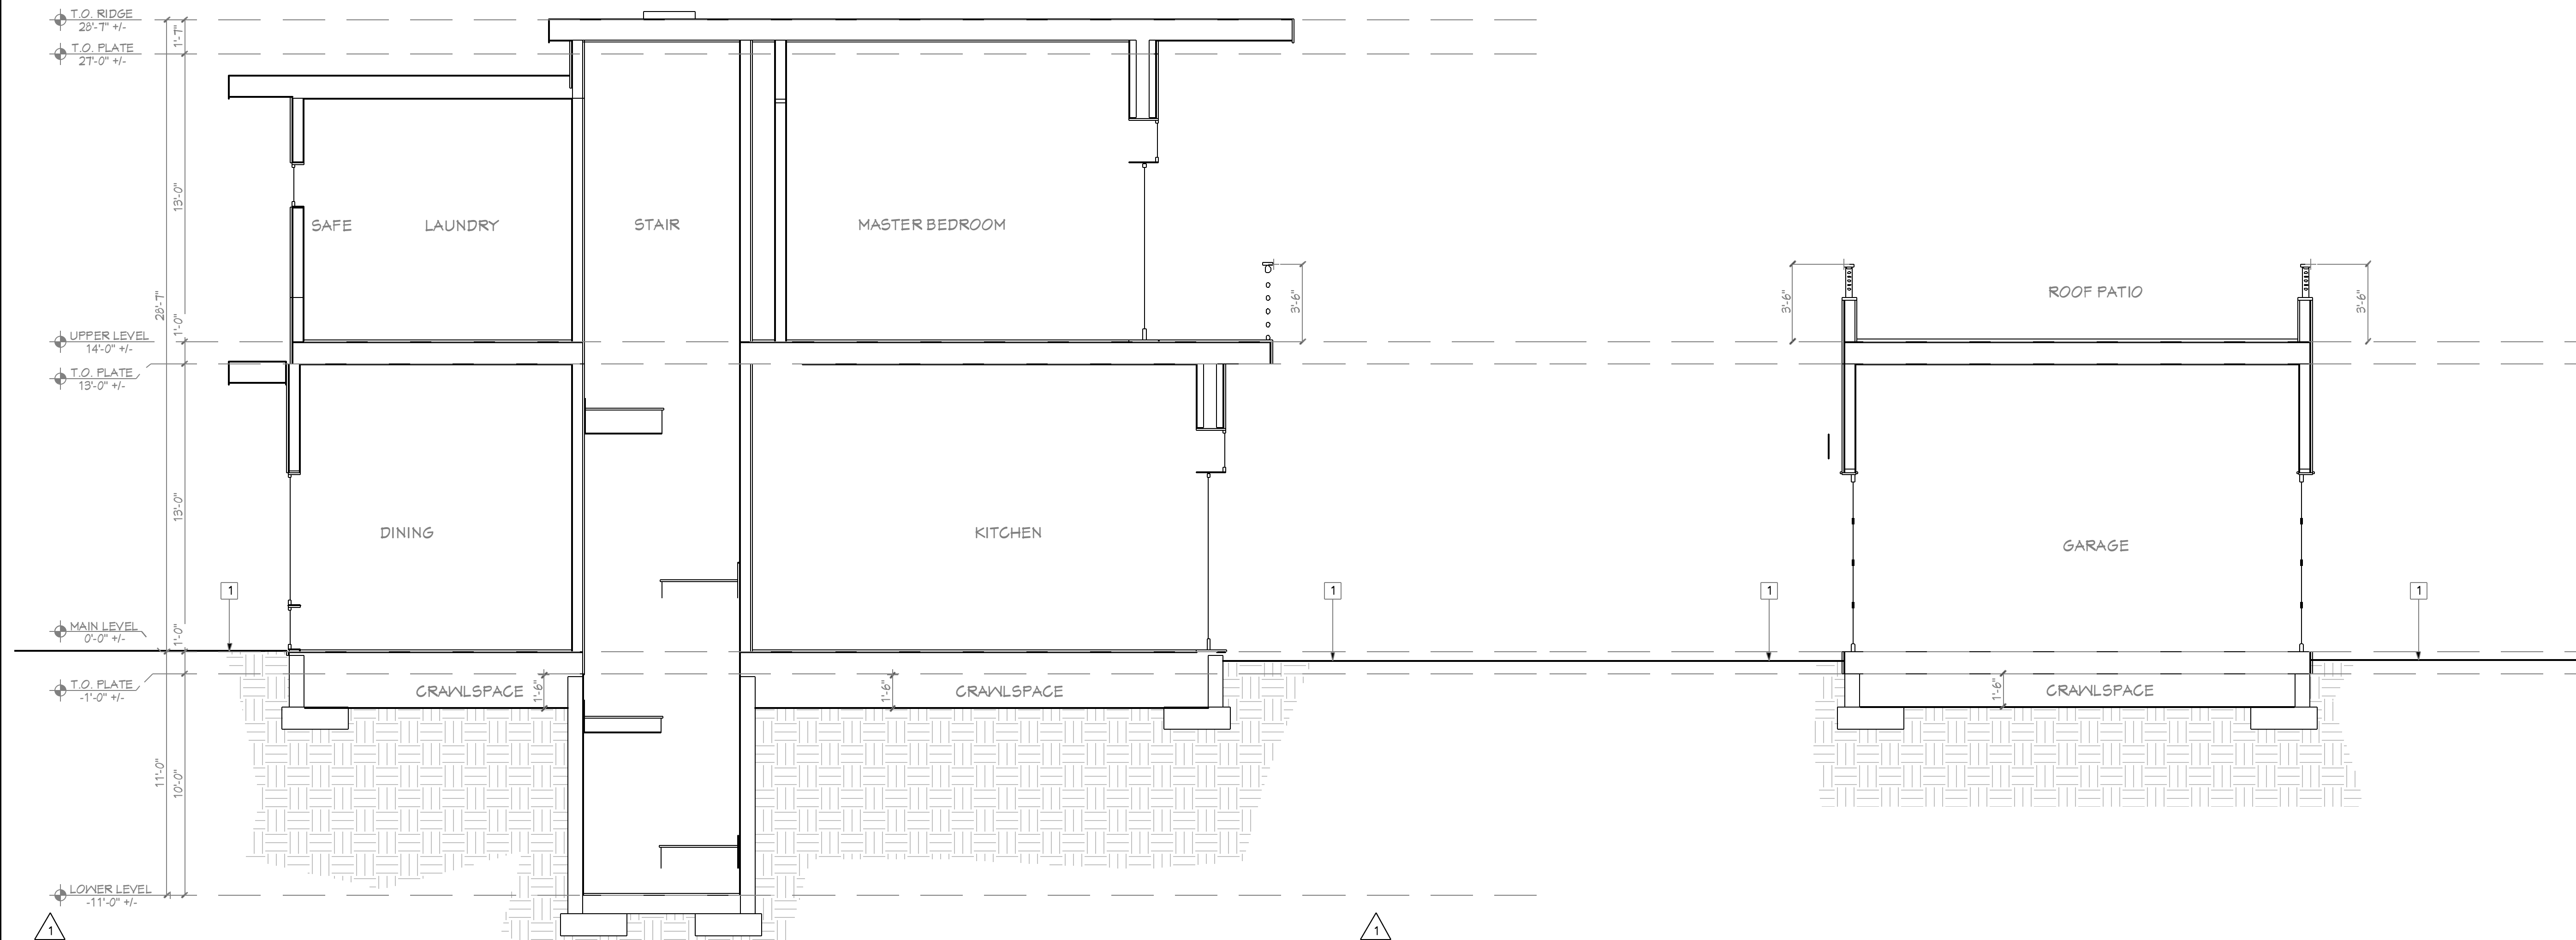 T.O. RIDGE
28'-7" +/-
T.O. PLATE
27'-0" +/-
1'-7"
13'-0"
SAFE
LAUNDRY
STAIR
MASTER BEDROOM
28'-7"
1'-0"
3'-6"
3'-6"
ROOF PATIO
3'-6"
UPPER LEVEL
14'-0" +/-
T.O. PLATE
13'-0" +/-
13'-0"
DINING
KITCHEN
GARAGE
1
1
1
1
MAIN LEVEL
0'-0" +/-
1'-0"
T.O. PLATE
-1'-0" +/-
CRAWLSPACE
1'-6"
1'-6"
CRAWLSPACE
1'-6"
CRAWLSPACE
11'-0"
10'-0"
LOWER LEVEL
-11'-0" +/-
1
1